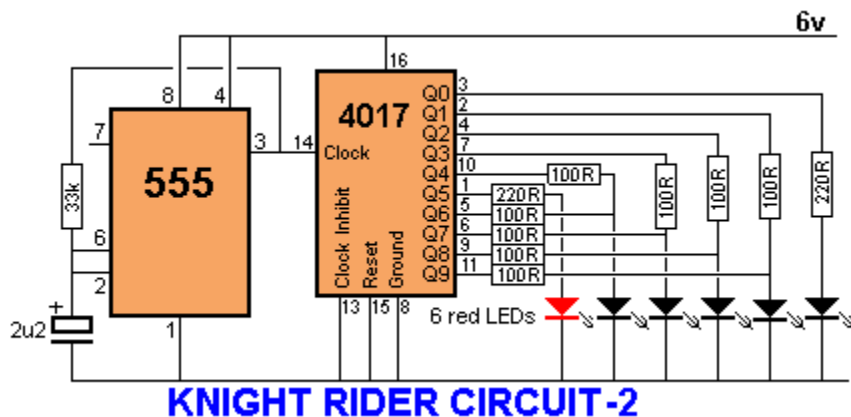 6v
16
8
4
7
3
14
555
33k
6
2
1
+
2u2
4017
Clock
Clock Inhibit
Reset
Ground
13
15
8
Q0
3
Q1
2
Q2
4
Q3
7
Q4
10
Q5
1
Q6
5
Q7
6
Q8
9
Q9
11
100R
220R
100R
100R
100R
100R
100R
100R
100R
220R
6 red LEDs
KNIGHT RIDER CIRCUIT-2